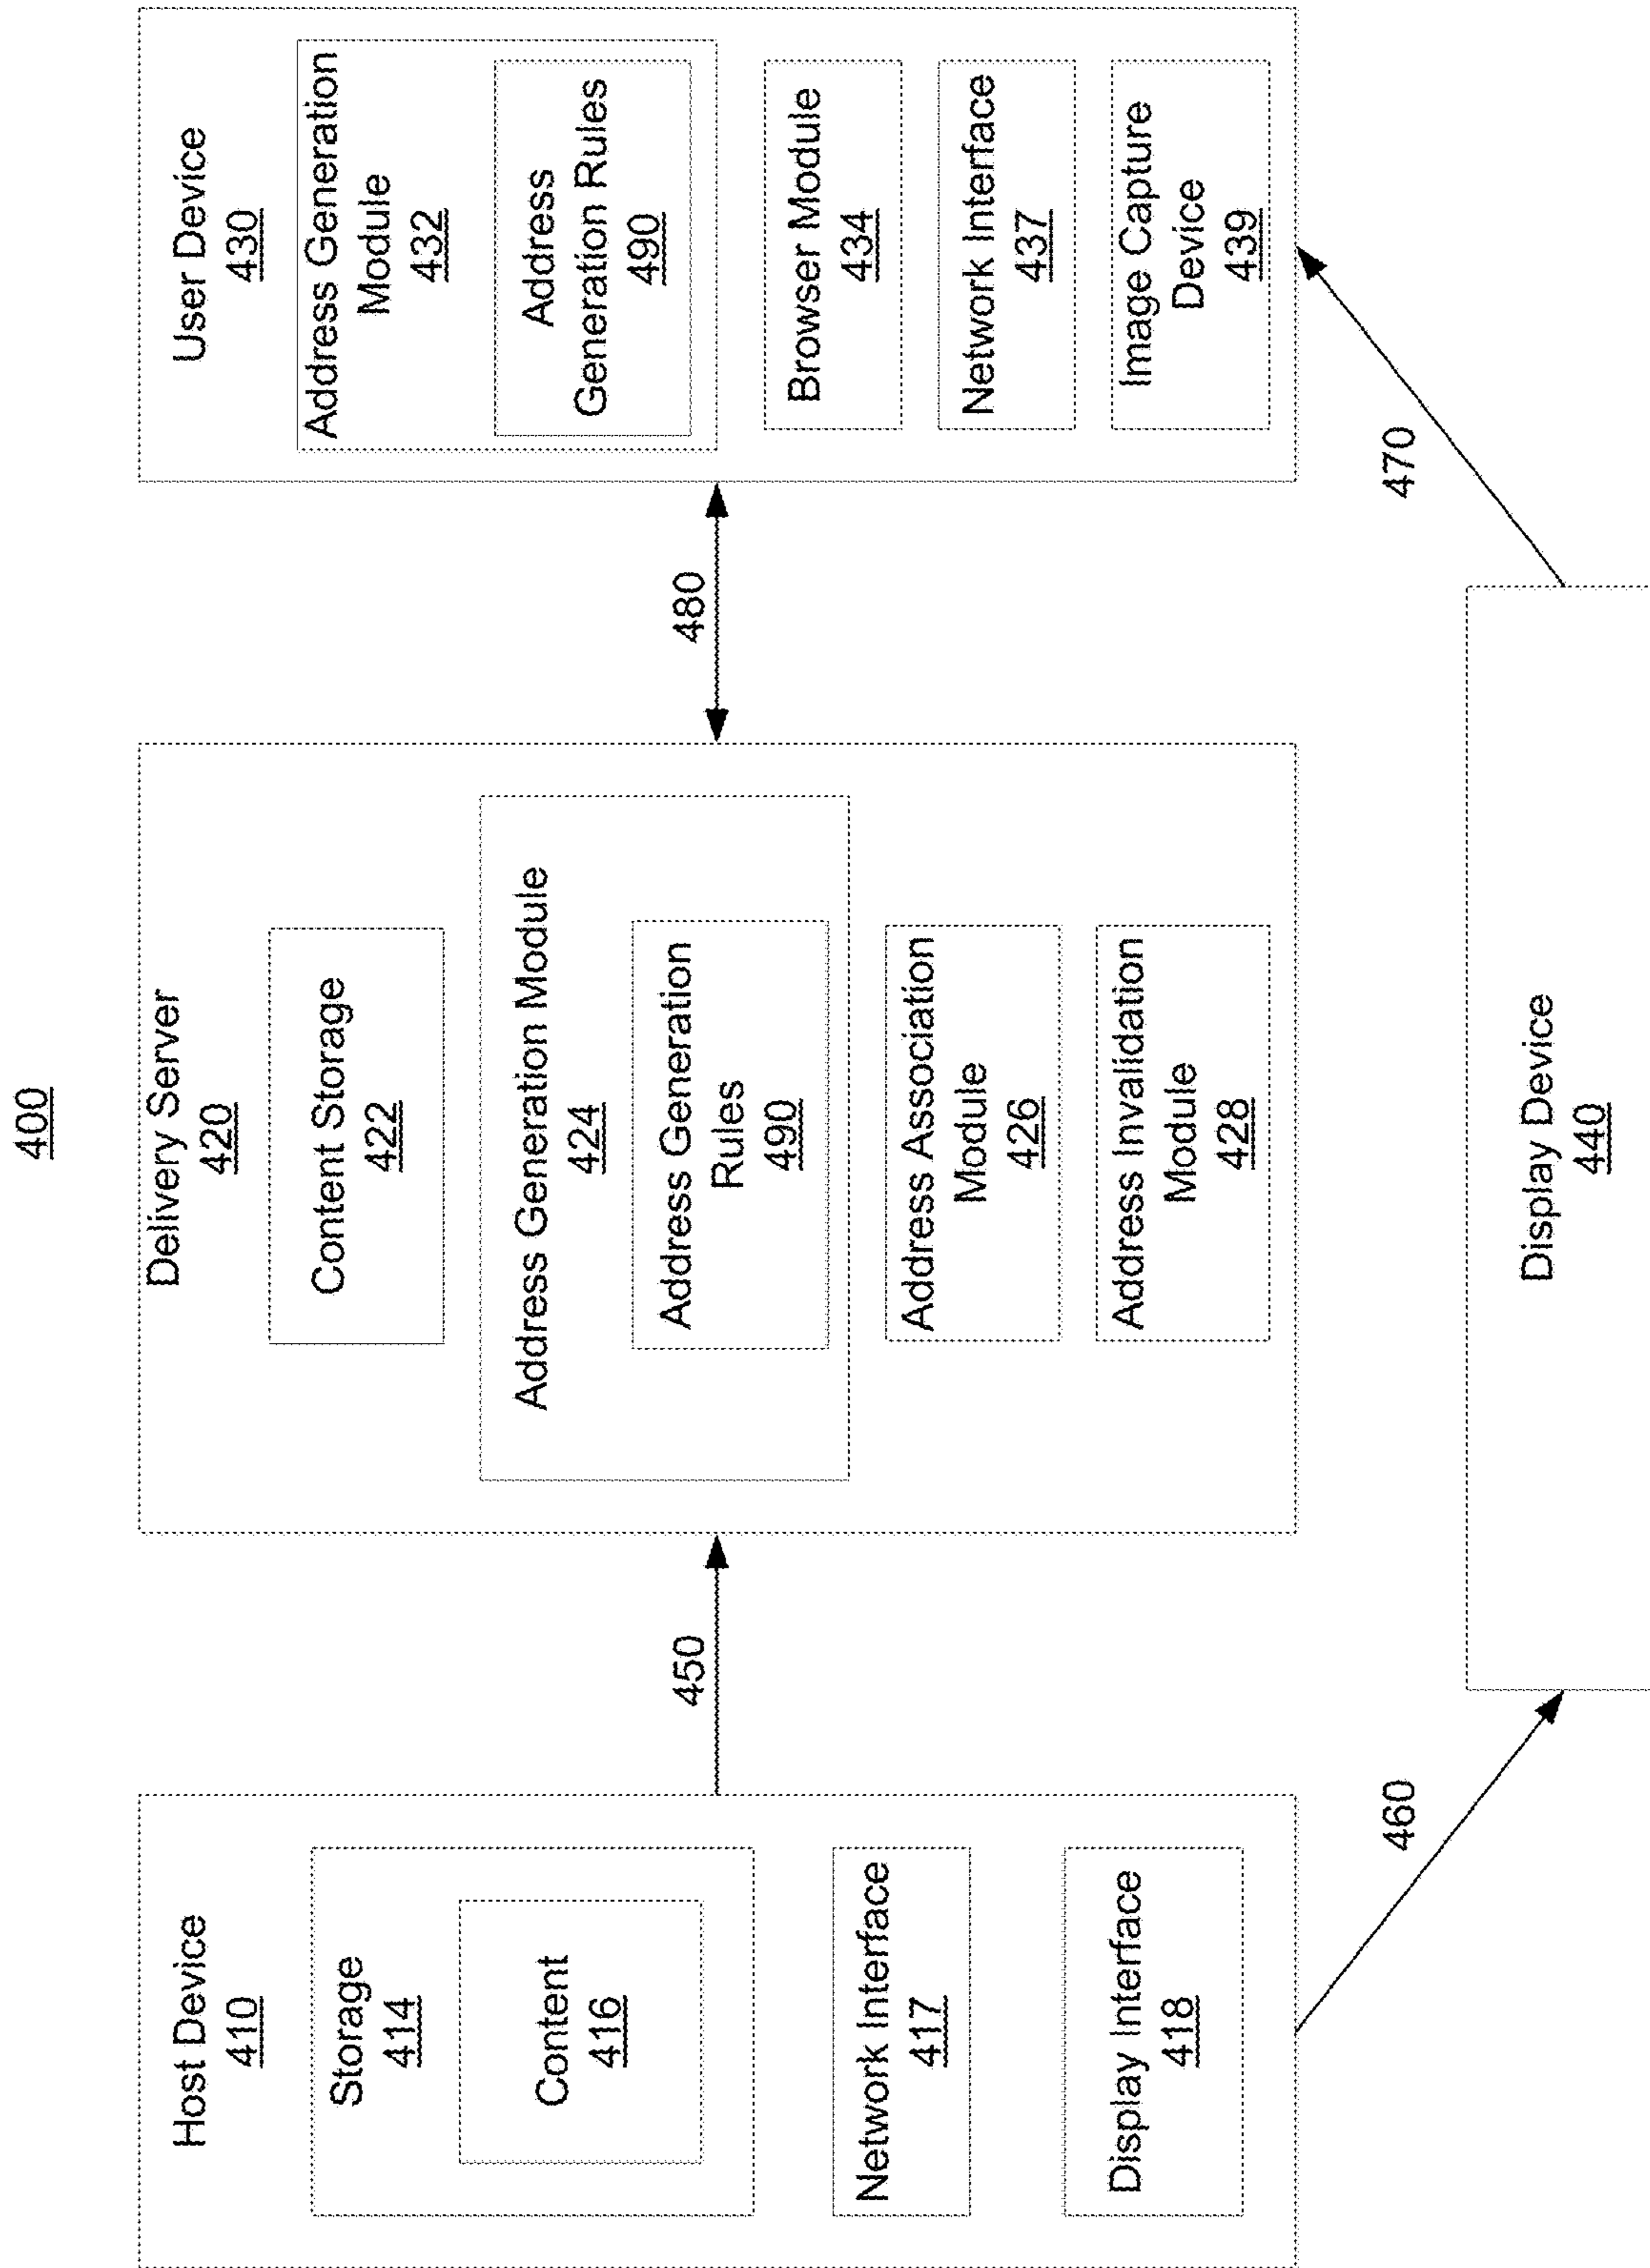 400
Host Device
410
Storage
414
Content
416
Network Interface
417
Display Interface
418
450
460
Delivery Server
420
Content Storage
422
Address Generation Module
424
Address Generation
Rules
490
Address Association
Module
426
Address Invalidation
Module
428
480
User Device
430
Address Generation
Module
432
Address
Generation Rules
490
Browser Module
434
Network Interface
437
Image Capture
Device
439
470
Display Device
440